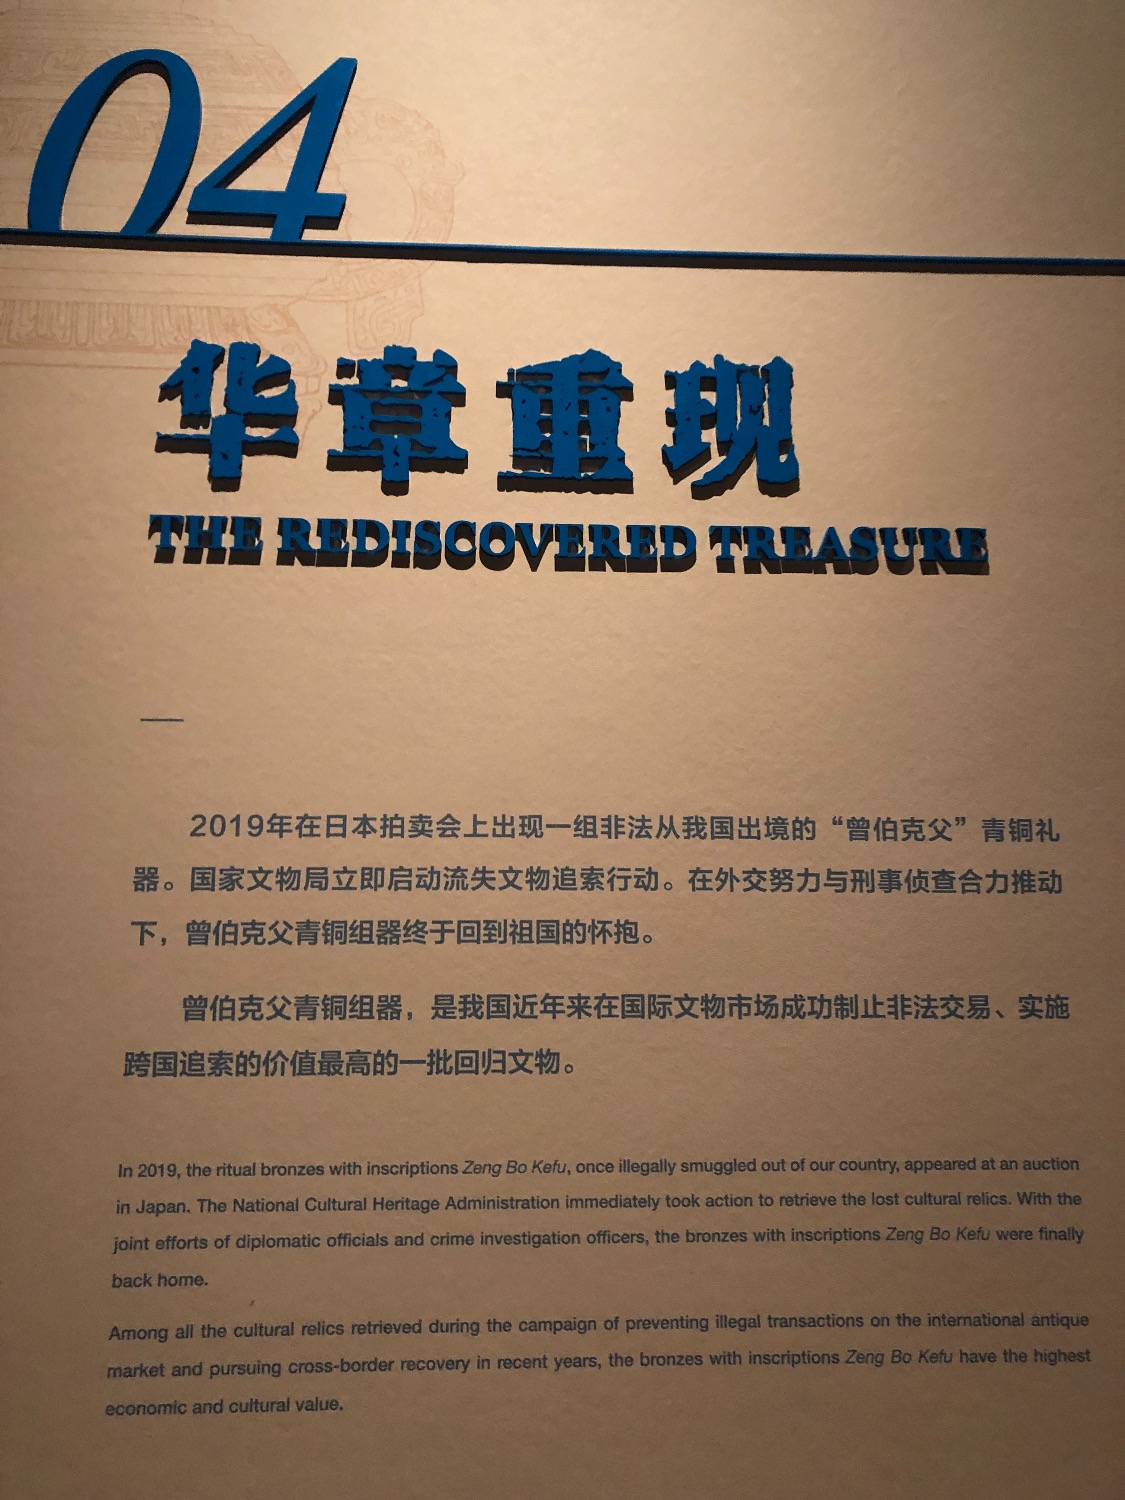 04
华章重现
THE REDISCOVERED TREASURE
2019年在日本拍卖会上出现一组非法从我国出境的“曾伯克父”青铜礼
器。国家文物局立即启动流失文物追索行动。在外交努力与刑事侦查合力推动
下，曾伯克父青铜组器终于回到祖国的怀抱。
曾伯克父青铜组器，是我国近年来在国际文物市场成功制止非法交易、实施
跨国追索的价值最高的一批回归文物。
In 2019, the ritual bronzes with inscriptions Zeng Bo Kefu, once illegally smuggled out of our country, appeared at an auction
in Japan. The National Cultural Heritage Administration immediately took action to retrieve the lost cultural relics. With the
joint efforts of diplomatic officials and crime investigation officers, the bronzes with inscriptions Zeng Bo Kefu were finally
back home.
Among all the cultural relics retrieved during the campaign of preventing illegal transactions on the international antique
market and pursuing cross-border recovery in recent years, the bronzes with inscriptions Zeng Bo Kefu have the highest
economic and cultural value.